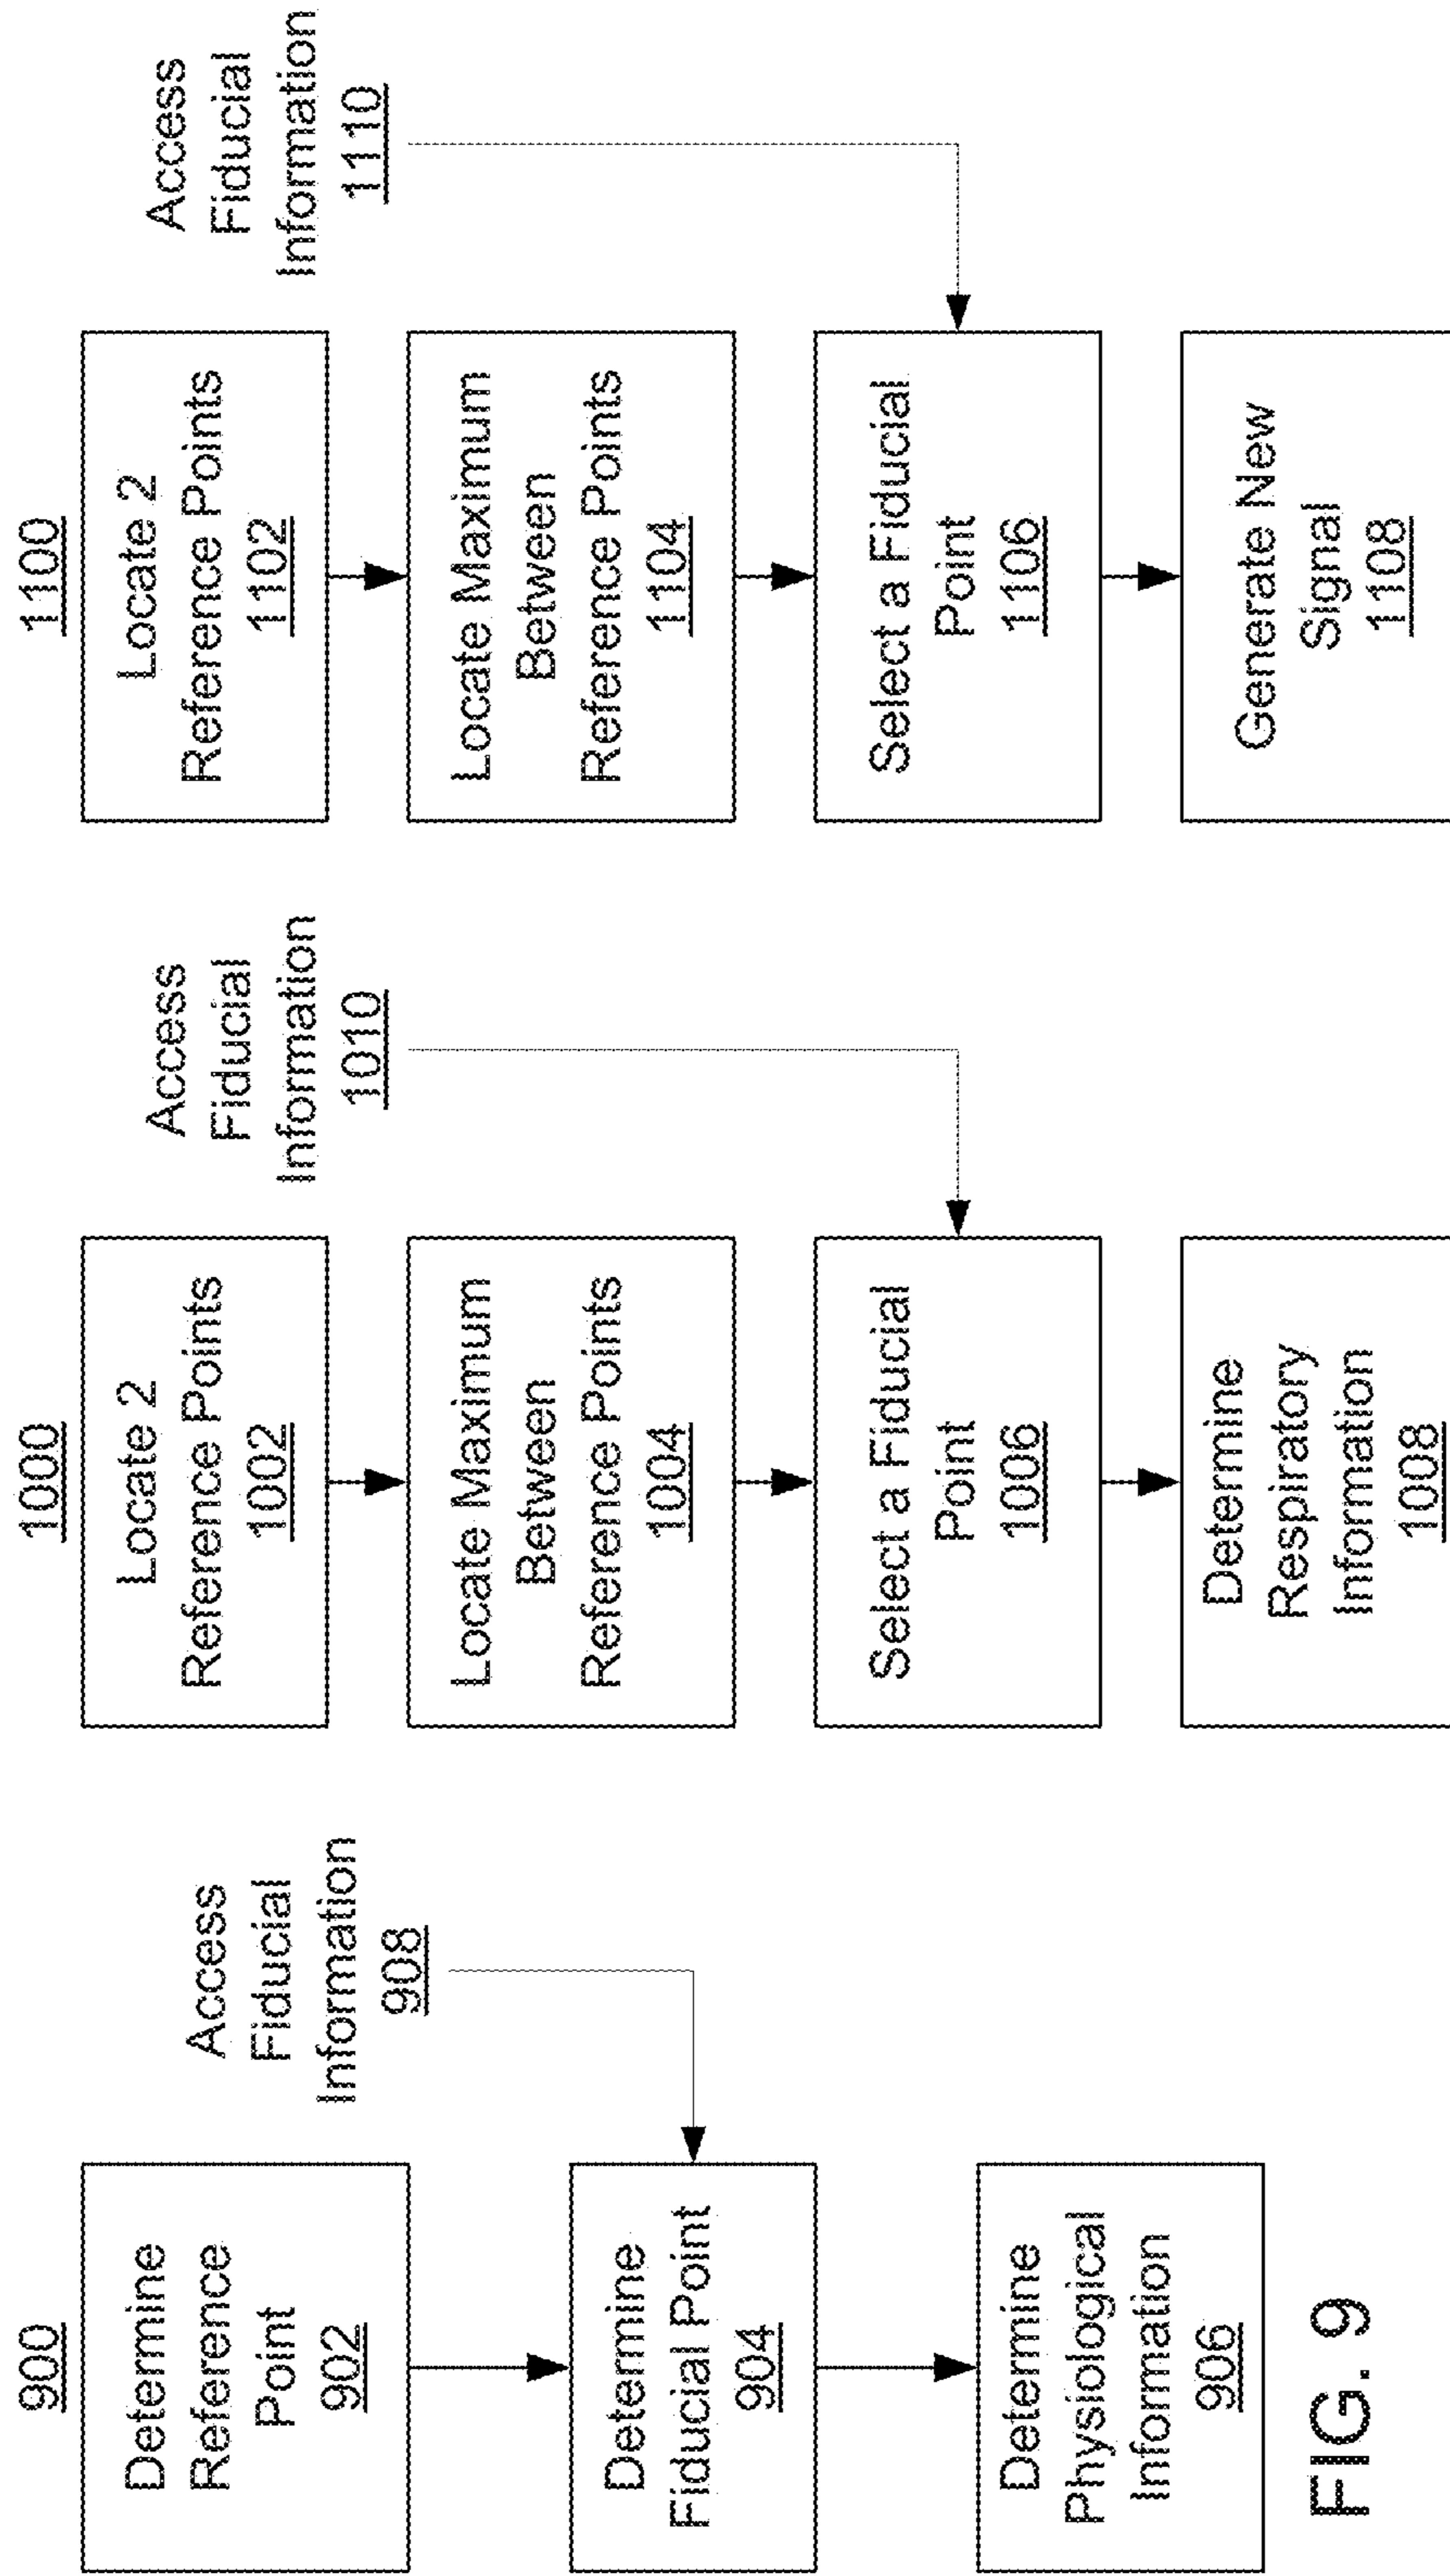 900
Determine
Reference
Point
902
Access
Fiducial
Information
908
Determine
Fiducial Point
904
Determine
Physiological
Information
906
FIG. 9
1000
Locate 2
Reference Points
1002
Access
Fiducial
Information
1010
Locate Maximum
Between
Reference Points
1004
Select a Fiducial
Point
1006
Determine
Respiratory
Information
1008
1100
Locate 2
Reference Points
1102
Access
Fiducial
Information
1110
Locate Maximum
Between
Reference Points
1104
Select a Fiducial
Point
1106
Generate New
Signal
1108